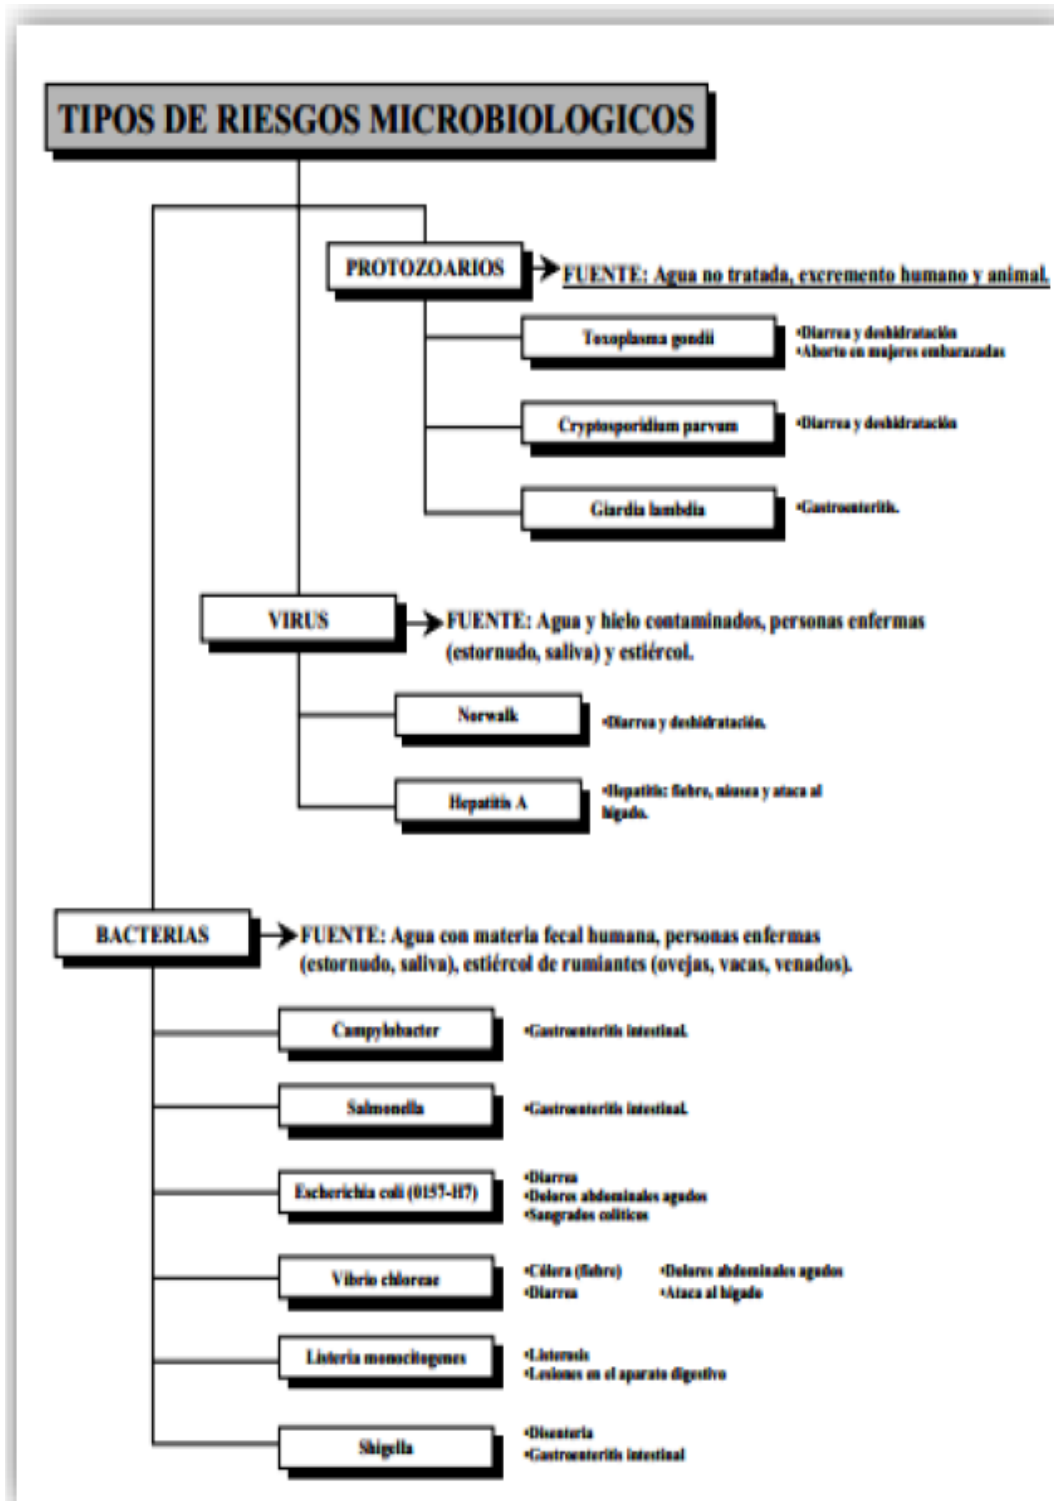 TIPOS DE RIESGOS MICROBIOLOGICOS
PROTOZOARIOS
FUENTE: Agua no tratada, excremento humano y animal.
Toxoplasma gondii
•Diarrea y deshidratación
•Aborto en mujeres embarazadas
Cryptosporidium parvum
•Diarrea y deshidratación
Giardia lambdia
•Gastroenteritis.
VIRUS
FUENTE: Agua y hielo contaminados, personas enfermas
(estornudo, saliva) y estiércol.
Norwalk
•Diarrea y deshidratación.
Hepatitis A
•Hepatitis: fiebre, náusea y ataca al
hígado.
BACTERIAS
FUENTE: Agua con materia fecal humana, personas enfermas
(estornudo, saliva), estiércol de rumiantes (ovejas, vacas, venados).
Campylobacter
•Gastroenteritis intestinal.
Salmonella
•Gastroenteritis intestinal.
Escherichia coli (0157-H7)
•Diarrea
•Dolores abdominales agudos
•Sangrados colíticos
Vibrio chloreae
•Cólera (fiebre)
•Dolores abdominales agudos
•Diarrea
•Ataca al hígado
Listeria monocitogenes
•Listerosis
•Lesiones en el aparato digestivo
Shigella
•Disentería
•Gastroenteritis intestinal